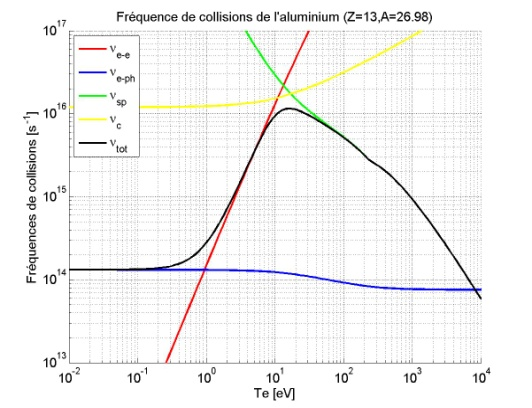 Fréquence de collisions de l'aluminium (Z=13,A=26.98)
10^17
10^16
10^15
10^14
10^13
Fréquences de collisions [s^-1]
ν_e-e
ν_e-ph
ν_sp
ν_c
ν_tot
10^-2 10^-1 10^0 10^1 10^2 10^3 10^4
Te [eV]